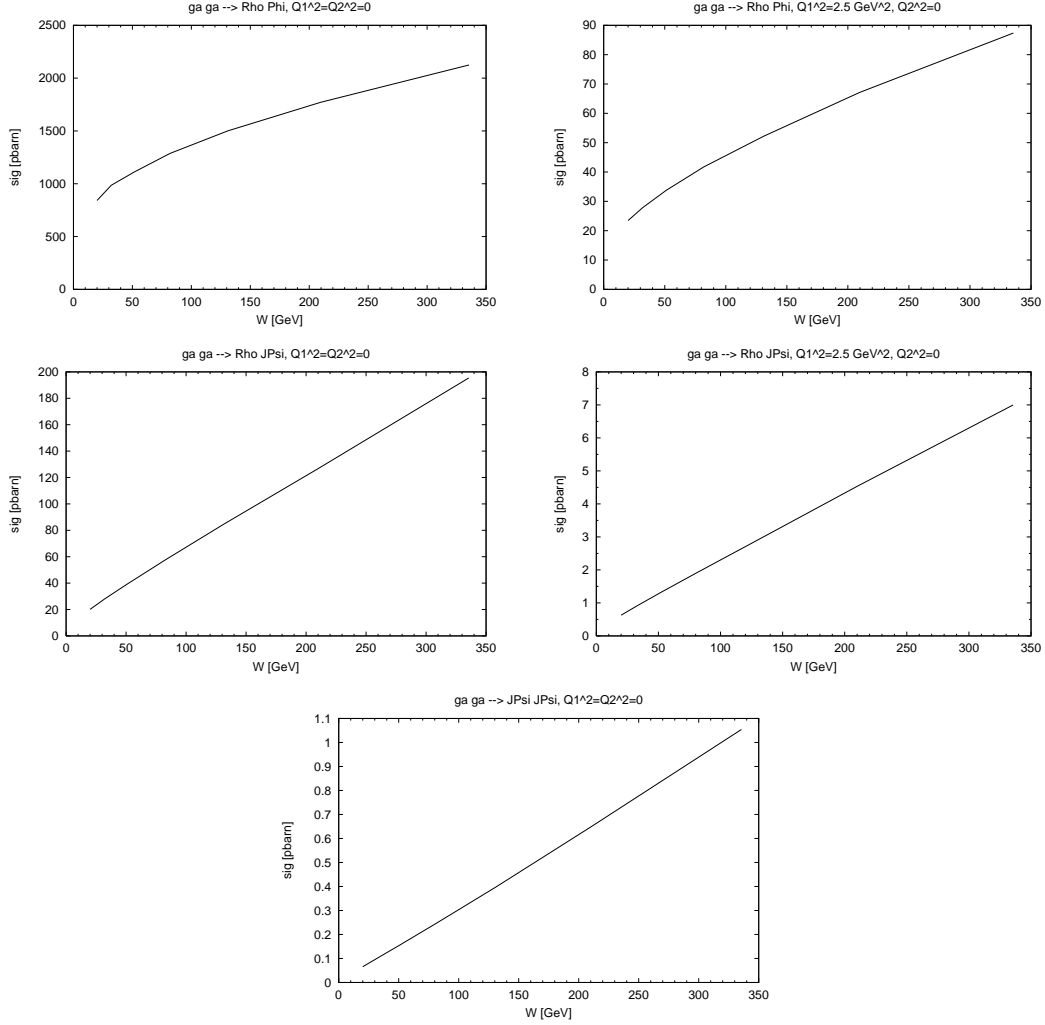 ga ga --> Rho Phi, Q1^2=Q2^2=0
2500
2000
1500
1000
500
0
sig [pbarn]
0 50 100 150 200 250 300 350
W [GeV]
ga ga --> Rho Phi, Q1^2=2.5 GeV^2, Q2^2=0
90
80
70
60
50
40
30
20
10
0
sig [pbarn]
0 50 100 150 200 250 300 350
W [GeV]
ga ga --> Rho JPsi, Q1^2=Q2^2=0
200
180
160
140
120
100
80
60
40
20
0
sig [pbarn]
0 50 100 150 200 250 300 350
W [GeV]
ga ga --> Rho JPsi, Q1^2=2.5 GeV^2, Q2^2=0
8
7
6
5
4
3
2
1
0
sig [pbarn]
0 50 100 150 200 250 300 350
W [GeV]
ga ga --> JPsi JPsi, Q1^2=Q2^2=0
1.1
1
0.9
0.8
0.7
0.6
0.5
0.4
0.3
0.2
0.1
0
sig [pbarn]
0 50 100 150 200 250 300 350
W [GeV]